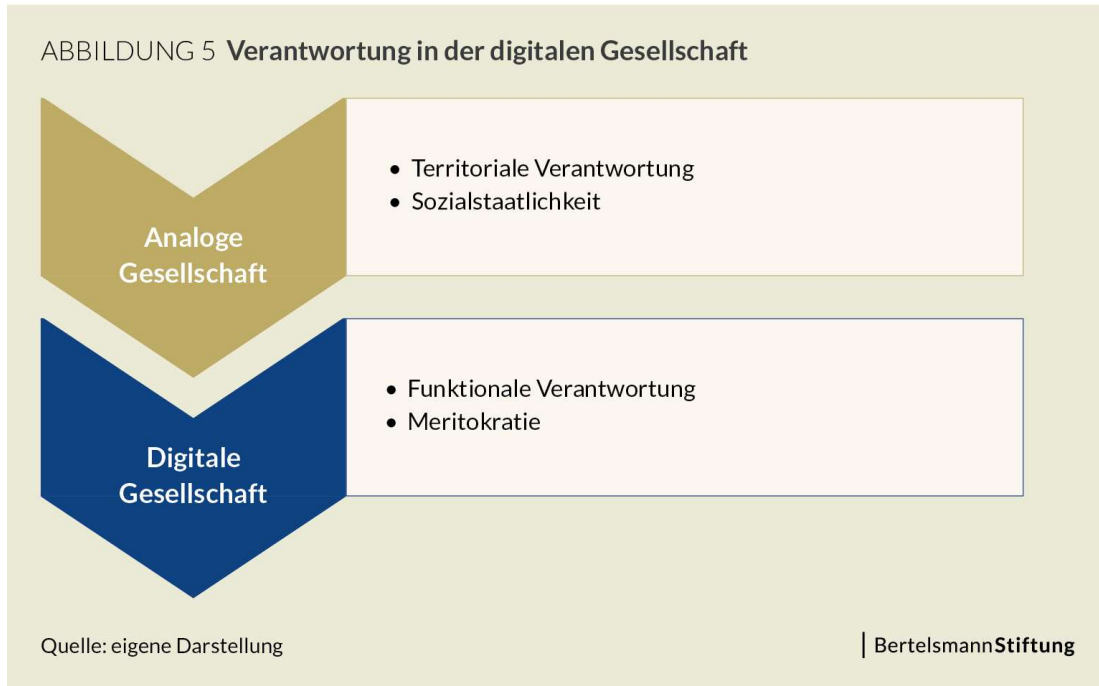 ABBILDUNG 5 Verantwortung in der digitalen Gesellschaft
Analoge
Gesellschaft
• Territoriale Verantwortung
• Sozialstaatlichkeit
Digitale
Gesellschaft
• Funktionale Verantwortung
• Meritokratie
Quelle: eigene Darstellung
BertelsmannStiftung